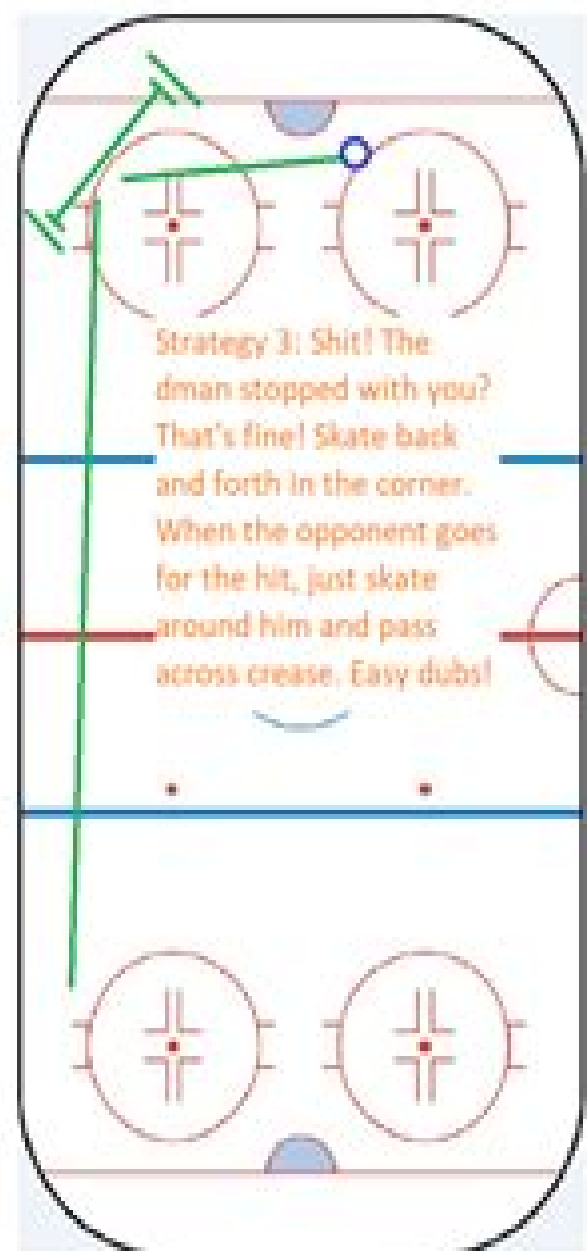 Strategy 3: Shit! The
dman stopped with you?
That's fine! Skate back
and forth in the corner.
When the opponent goes
for the hit, just skate
around him and pass
across crease. Easy dubs!